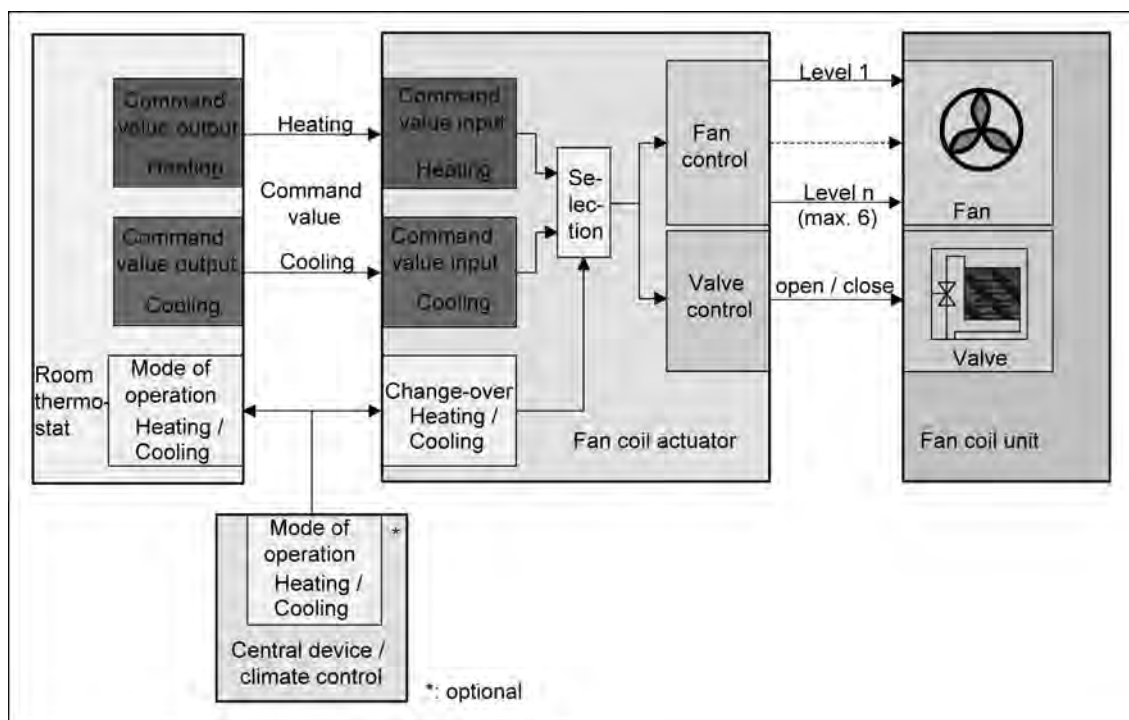 Command
value output
Heating
Command
value output
Cooling
Room
thermo-
stat
Mode of
operation
Heating /
Cooling
Heating
Command
value
Cooling
Command
value input
Heating
Command
value input
Cooling
Change-over
Heating /
Cooling
Se-
lec-
tion
Fan
control
Valve
control
Fan coil actuator
Level 1
Level n
(max. 6)
open / close
Fan
Valve
Fan coil unit
Mode of
operation
Heating /
Cooling
*
Central device /
climate control
*: optional